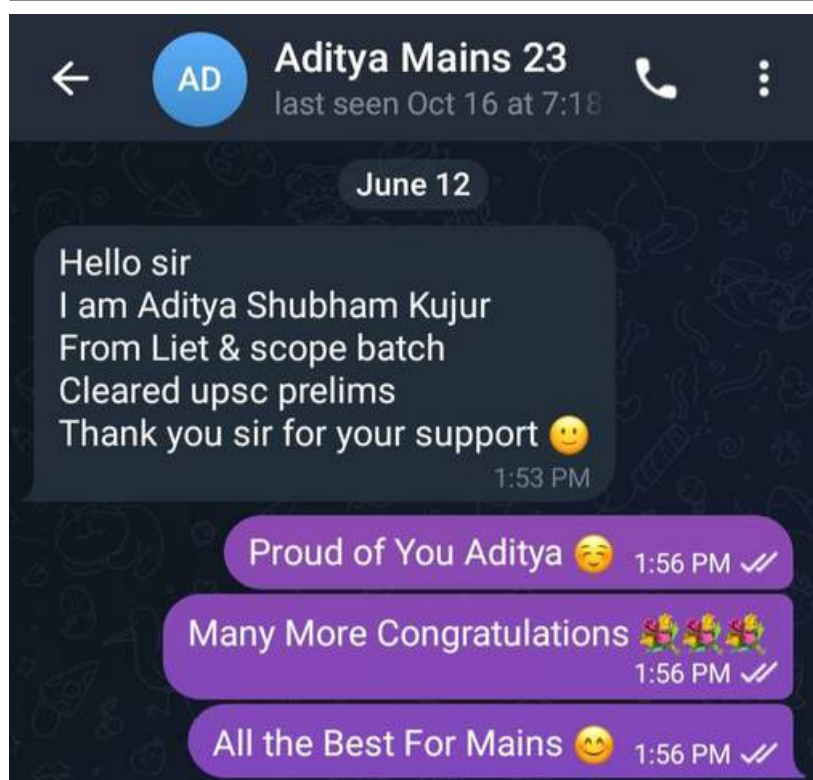 AD
Aditya Mains 23
last seen Oct 16 at 7:18
June 12
Hello sir
I am Aditya Shubham Kujur
From Liet & scope batch
Cleared upsc prelims
Thank you sir for your support 🙂
1:53 PM
Proud of You Aditya ☺️ 1:56 PM
Many More Congratulations 💐💐💐
1:56 PM
All the Best For Mains 😊 1:56 PM